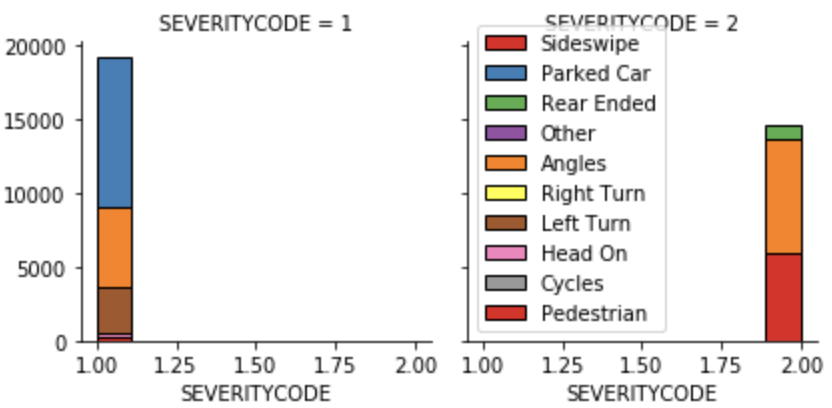 SEVERITYCODE = 1
SEVERITYCODE = 2
20000
15000
10000
5000
0
Sideswipe
Parked Car
Rear Ended
Other
Angles
Right Turn
Left Turn
Head On
Cycles
Pedestrian
1.00 1.25 1.50 1.75 2.00
1.00 1.25 1.50 1.75 2.00
SEVERITYCODE
SEVERITYCODE